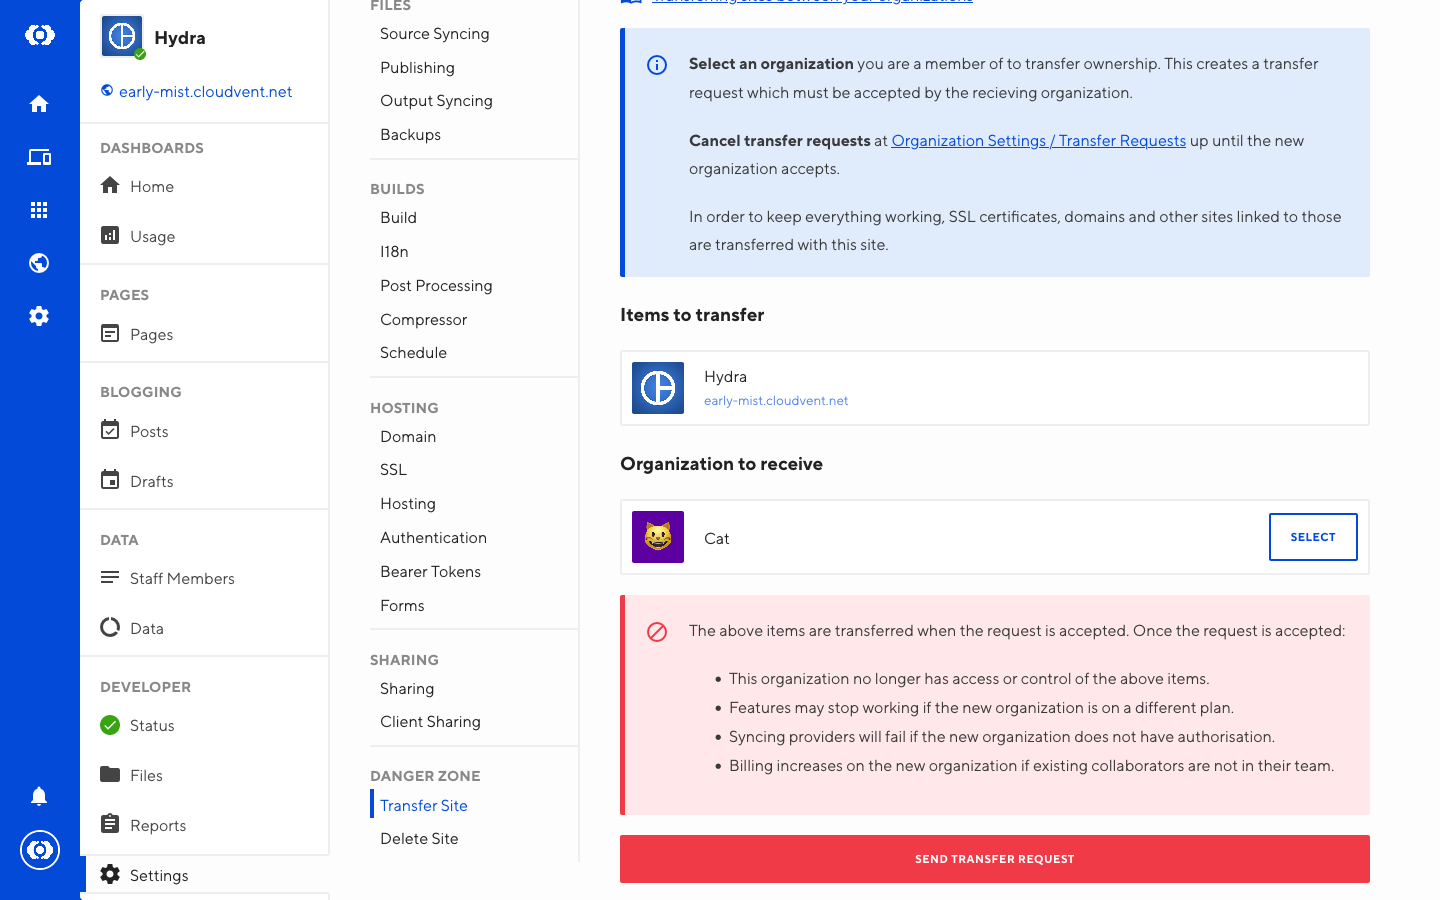 Hydra
early-mist.cloudvent.net
DASHBOARDS
Home
Usage
PAGES
Pages
BLOGGING
Posts
Drafts
DATA
Staff Members
Data
DEVELOPER
Status
Files
Reports
Settings
FILES
Source Syncing
Publishing
Output Syncing
Backups
BUILDS
Build
I18n
Post Processing
Compressor
Schedule
HOSTING
Domain
SSL
Hosting
Authentication
Bearer Tokens
Forms
SHARING
Sharing
Client Sharing
DANGER ZONE
Transfer Site
Delete Site
Transferring sites between your organizations
Select an organization you are a member of to transfer ownership. This creates a transfer
request which must be accepted by the recieving organization.
Cancel transfer requests at Organization Settings / Transfer Requests up until the new
organization accepts.
In order to keep everything working, SSL certificates, domains and other sites linked to those
are transferred with this site.
Items to transfer
Hydra
early-mist.cloudvent.net
Organization to receive
Cat
SELECT
The above items are transferred when the request is accepted. Once the request is accepted:
• This organization no longer has access or control of the above items.
• Features may stop working if the new organization is on a different plan.
• Syncing providers will fail if the new organization does not have authorisation.
• Billing increases on the new organization if existing collaborators are not in their team.
SEND TRANSFER REQUEST